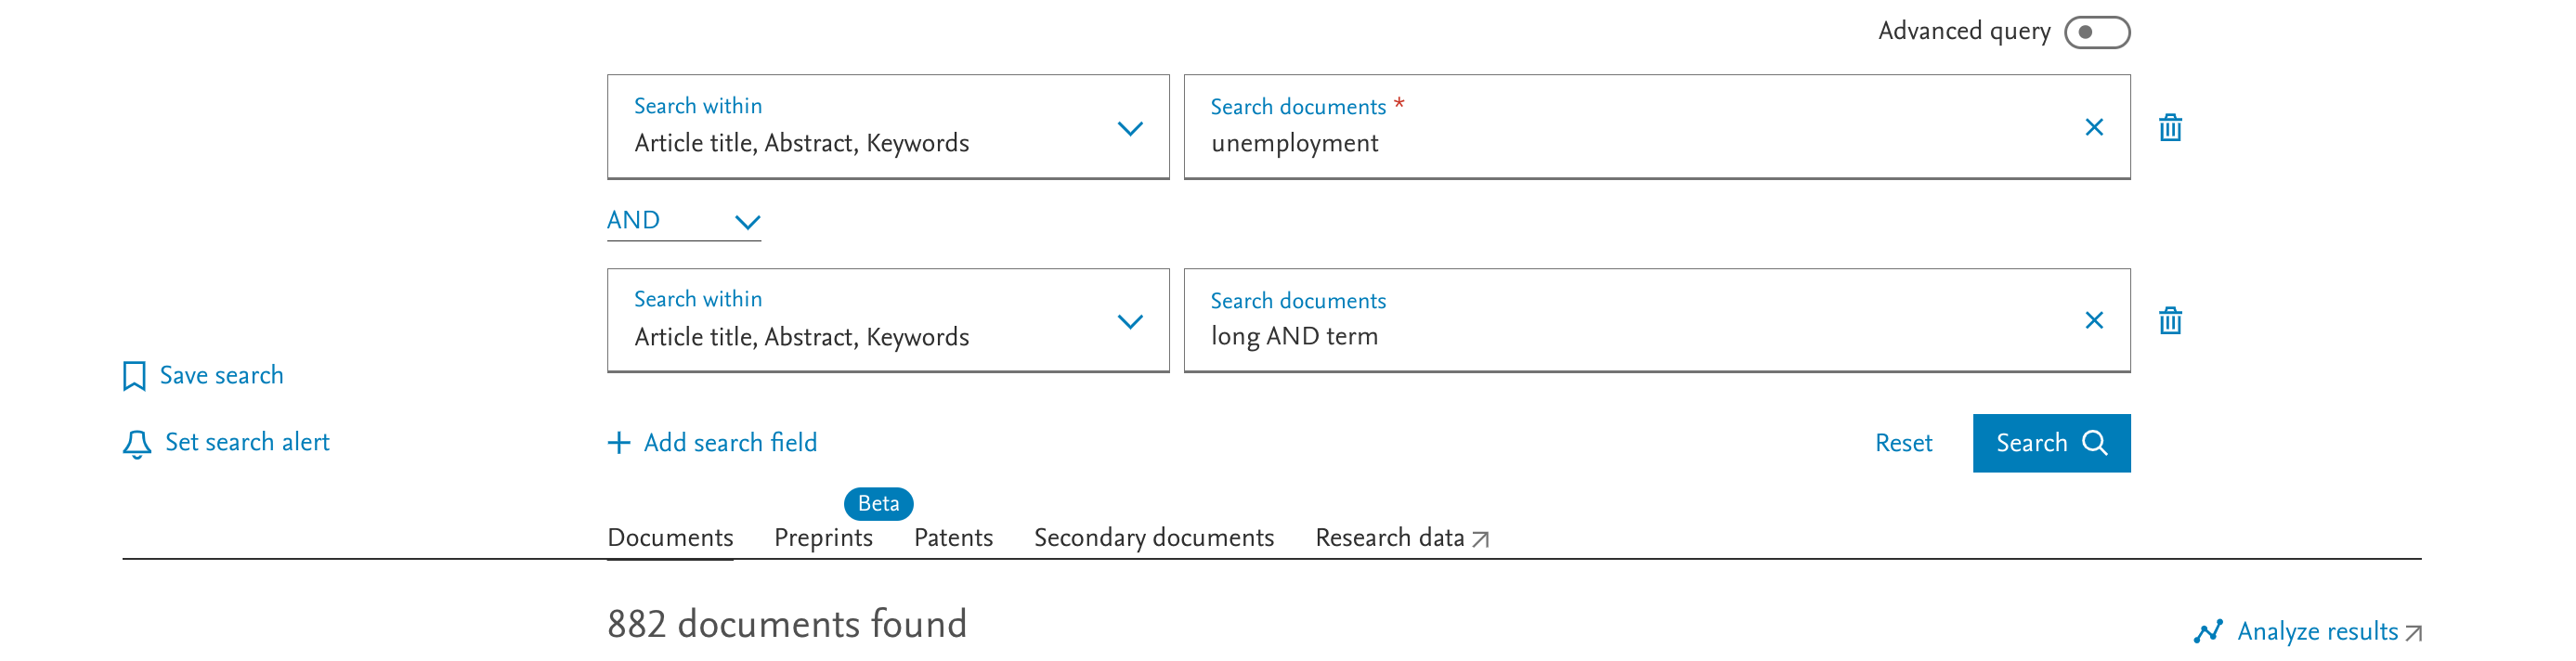 Advanced query
Search within
Article title, Abstract, Keywords
Search documents *
unemployment
AND
Search within
Article title, Abstract, Keywords
Search documents
long AND term
Save search
Set search alert
Add search field
Reset
Search
Beta
Documents Preprints Patents Secondary documents Research data
882 documents found
Analyze results